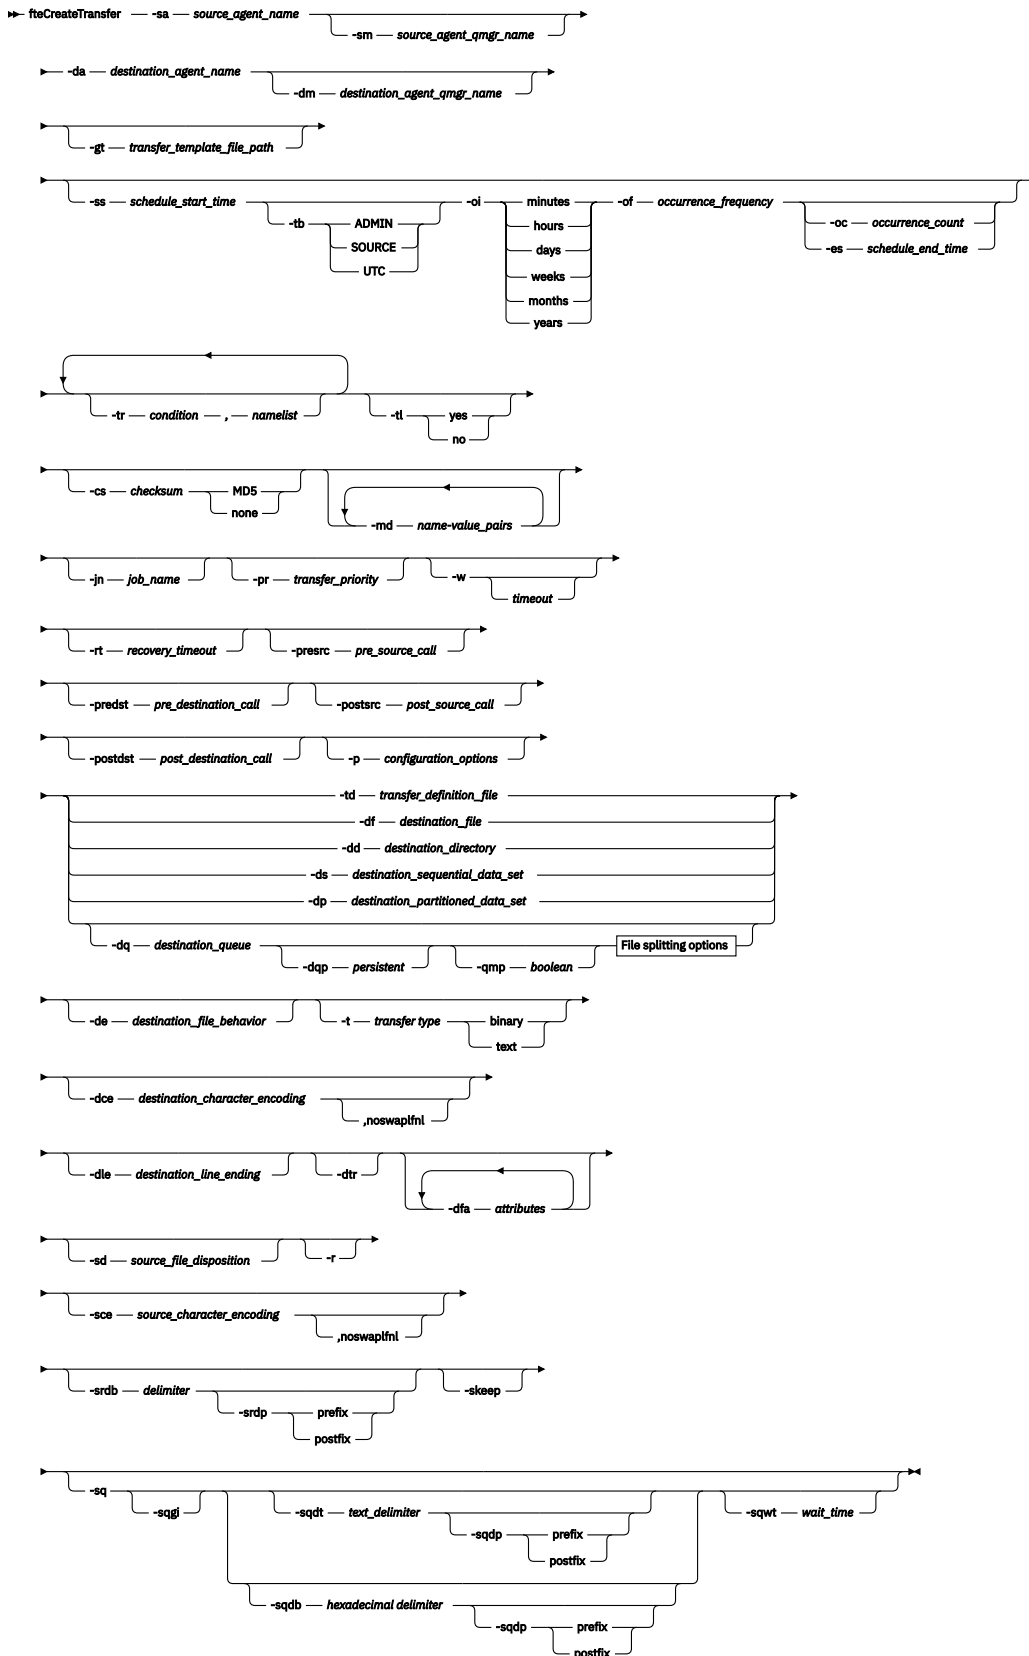 fteCreateTransfer -sa source_agent_name
-sm source_agent_qmgr_name
-da destination_agent_name
-dm destination_agent_qmgr_name
-gt transfer_template_file_path
-ss schedule_start_time -oi minutes -of occurrence_frequency
-tb ADMIN hours -oc occurrence_count
SOURCE days -es schedule_end_time
UTC weeks
months
years
-tr condition , namelist -tl yes
no
-cs checksum MD5
none -md name-value_pairs
-jn job_name -pr transfer_priority -w
timeout
-rt recovery_timeout -presrc pre_source_call
-predst pre_destination_call -postsrc post_source_call
-postdst post_destination_call -p configuration_options
-td transfer_definition_file
-df destination_file
-dd destination_directory
-ds destination_sequential_data_set
-dp destination_partitioned_data_set
-dq destination_queue File splitting options
-dqp persistent -qmp boolean
-de destination_file_behavior -t transfer type binary
text
-dce destination_character_encoding
,noswaplfnl
-dle destination_line_ending -dtr
-dfa attributes
-sd source_file_disposition -r
-sce source_character_encoding
,noswaplfnl
-srdb delimiter -skeep
-srdp prefix
postfix
-sq
-sqgi -sqdt text_delimiter -sqwt wait_time
-sqdp prefix
postfix
-sqdb hexadecimal delimiter
-sqdp prefix
postfix